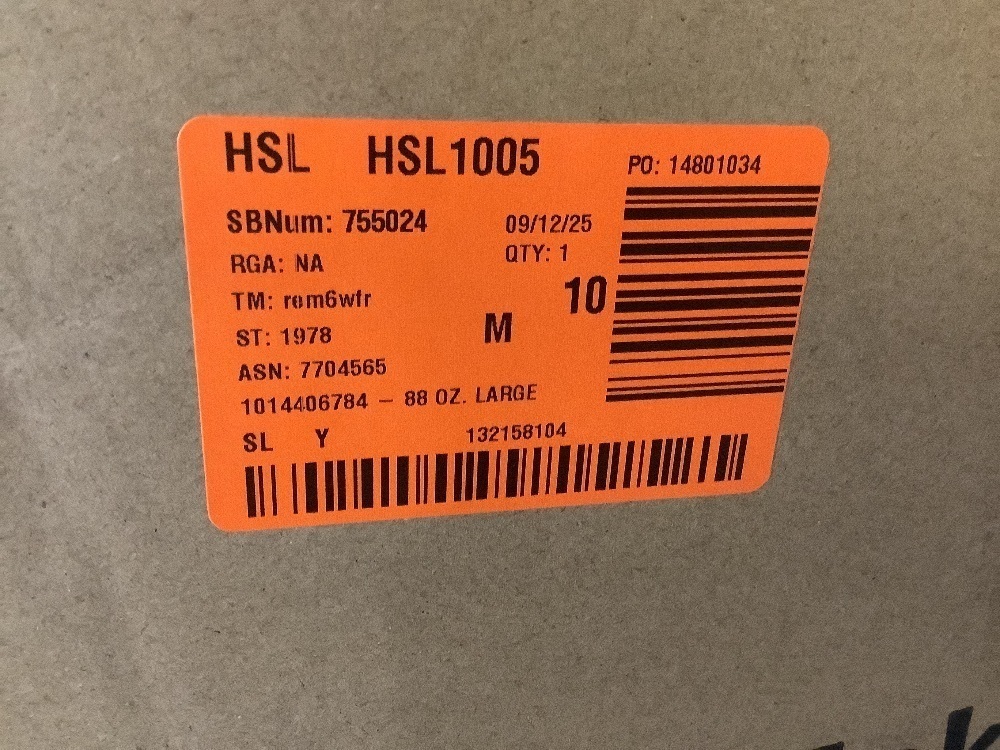 HSL HSL1005 PO: 14801034
SBNum: 755024 09/12/25
RGA: NA QTY: 1
TM: rem6wfr 10
ST: 1978 M
ASN: 7704565
1014406784 – 88 OZ. LARGE
SL Y 132158104